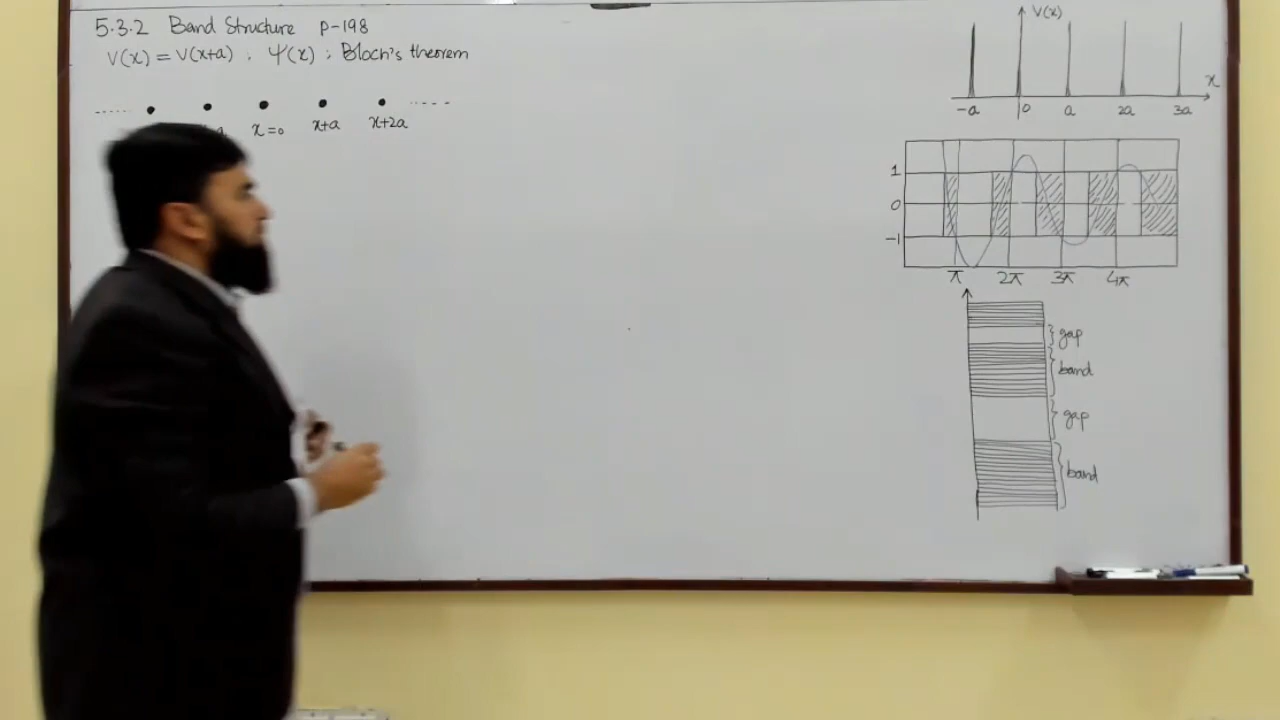 5.3.2 Band Structure p-198
V(x) = V(x+a) ; Ψ(x) ; Bloch's theorem
x=0 x+a x+2a
V(x)
x
-a 0 a 2a 3a
1
0
-1
π 2π 3π 4π
gap
band
gap
band